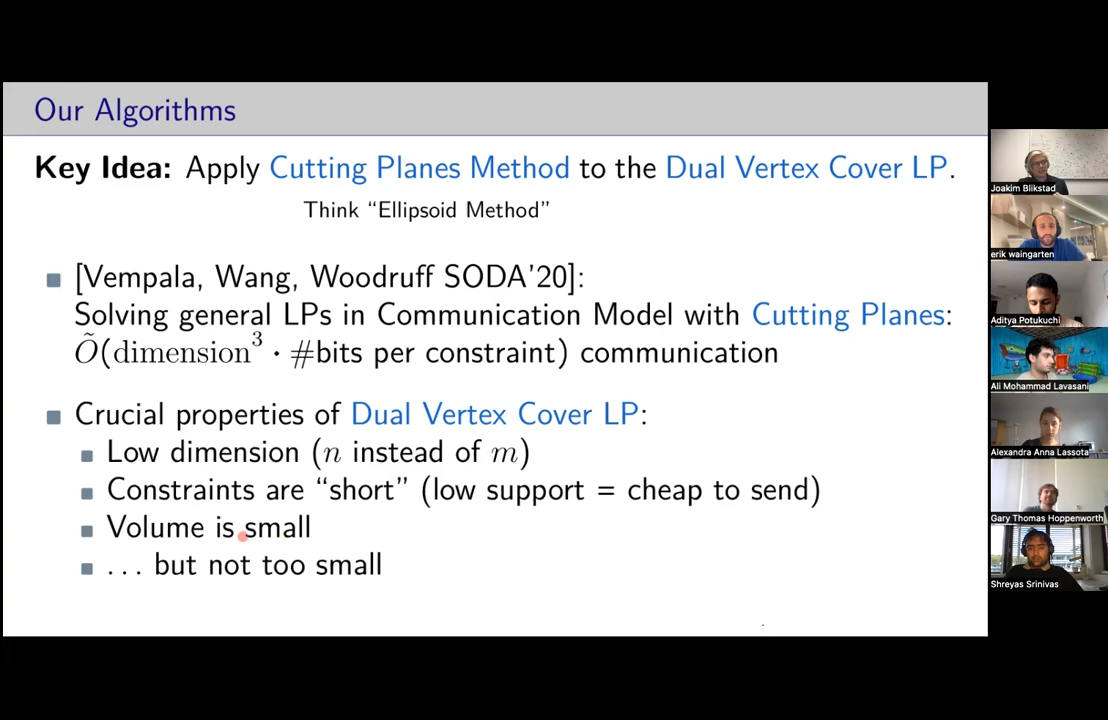 Our Algorithms
Key Idea: Apply Cutting Planes Method to the Dual Vertex Cover LP.
Think “Ellipsoid Method”
[Vempala, Wang, Woodruff SODA’20]:
Solving general LPs in Communication Model with Cutting Planes:
Õ(dimension³ · #bits per constraint) communication
Crucial properties of Dual Vertex Cover LP:
Low dimension (n instead of m)
Constraints are “short” (low support = cheap to send)
Volume is small
... but not too small
Joakim Blikstad
erik waingarten
Aditya Potukuchi
Ali Mohammad Lavasani
Alexandra Anna Lassota
Gary Thomas Hoppenworth
Shreyas Srinivas